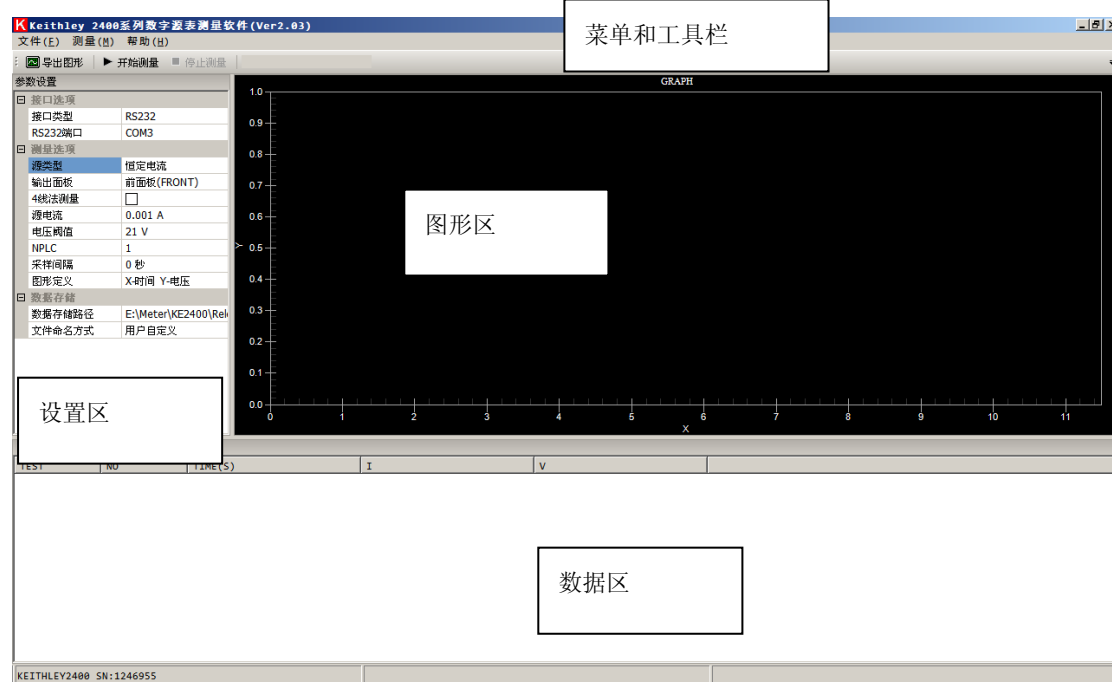 Keithley 2400系列数字源表测量软件(Ver2.03)
菜单和工具栏
文件(F) 测量(M) 帮助(H)
导出图形 开始测量 停止测量
参数设置
接口选项
接口类型 RS232
RS232端口 COM3
测量选项
源类型 恒定电流
输出面板 前面板(FRONT)
4线法测量
源电流 0.001 A
电压阀值 21 V
NPLC 1
采样间隔 0 秒
图形定义 X-时间 Y-电压
数据存储
数据存储路径 E:\Meter\KE2400\Rel
文件命名方式 用户自定义
设置区
GRAPH
1.0
0.9
0.8
0.7
0.6
Y 0.5
0.4
0.3
0.2
0.1
0.0
0 1 2 3 4 5 6 7 8 9 10 11
X
图形区
TEST NO TIME(S) I V
数据区
KEITHLEY2400 SN:1246955